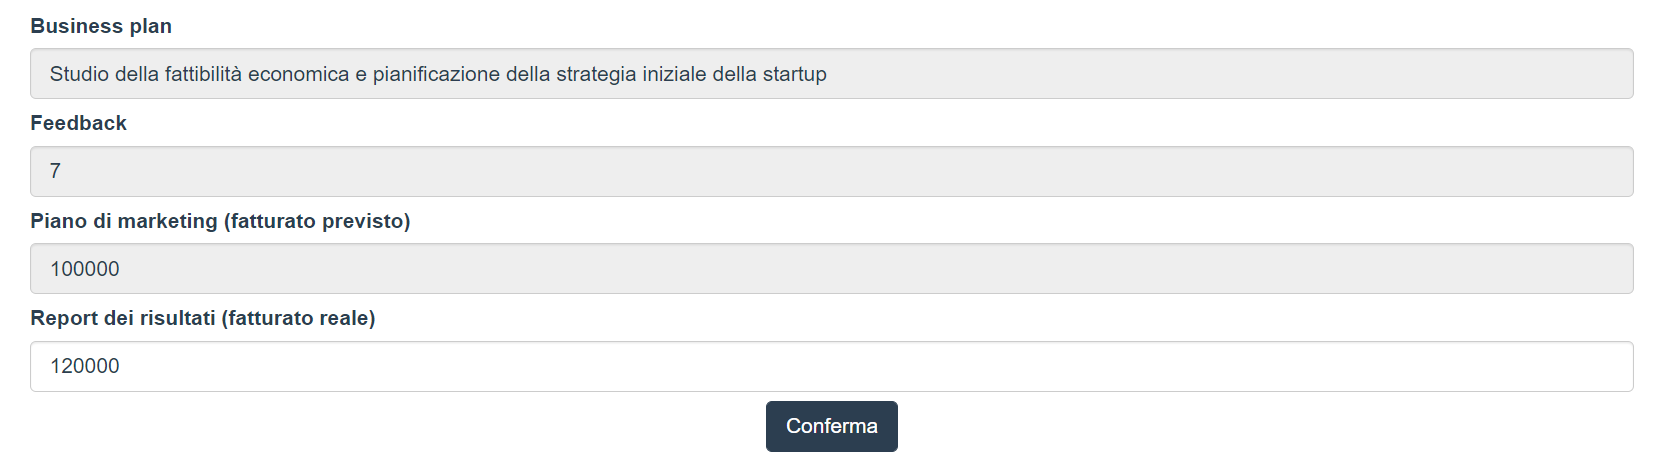 Business plan
Studio della fattibilità economica e pianificazione della strategia iniziale della startup
Feedback
7
Piano di marketing (fatturato previsto)
100000
Report dei risultati (fatturato reale)
120000
Conferma